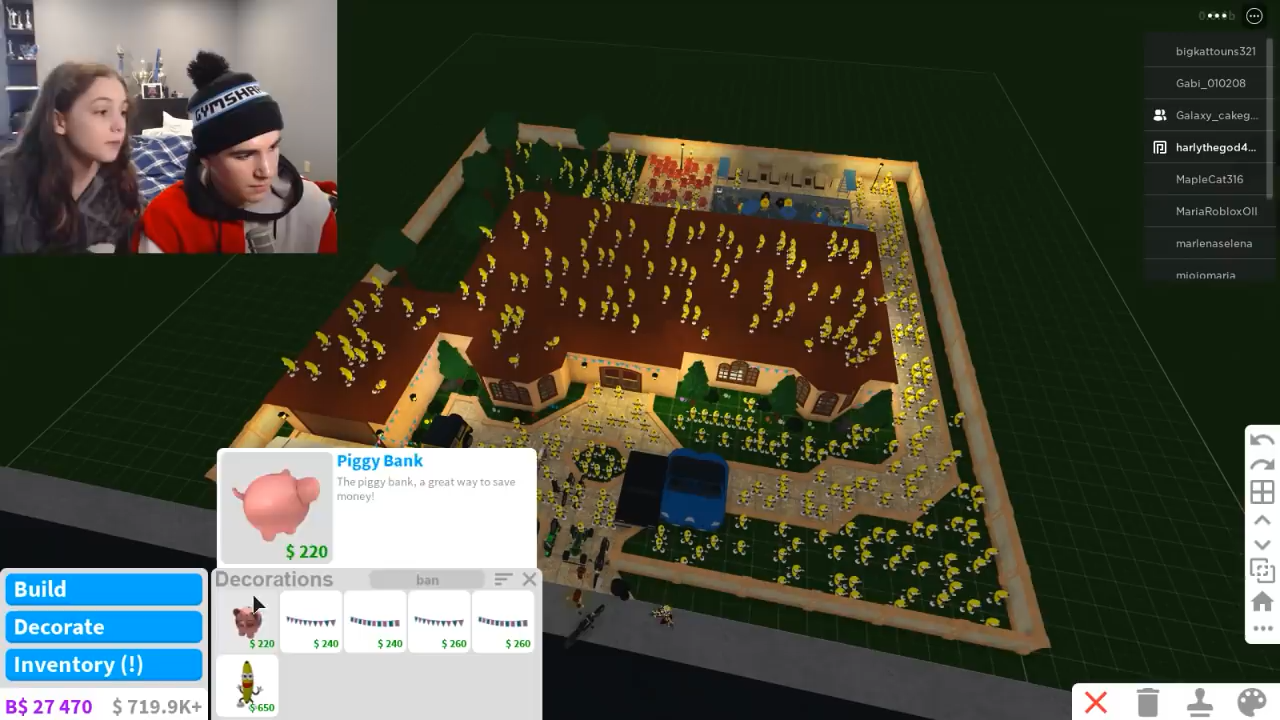 GYMSHAR
bigkattouns321
Gabi_010208
Galaxy_cakeg...
harlythegod4...
MapleCat316
MariaRobloxOll
marlenaselena
miojomaria
Piggy Bank
The piggy bank, a great way to save
money!
$ 220
Decorations
ban
$ 220
$ 240
$ 240
$ 260
$ 260
$ 650
Build
Decorate
Inventory (!)
B$ 27 470
$ 719.9K+